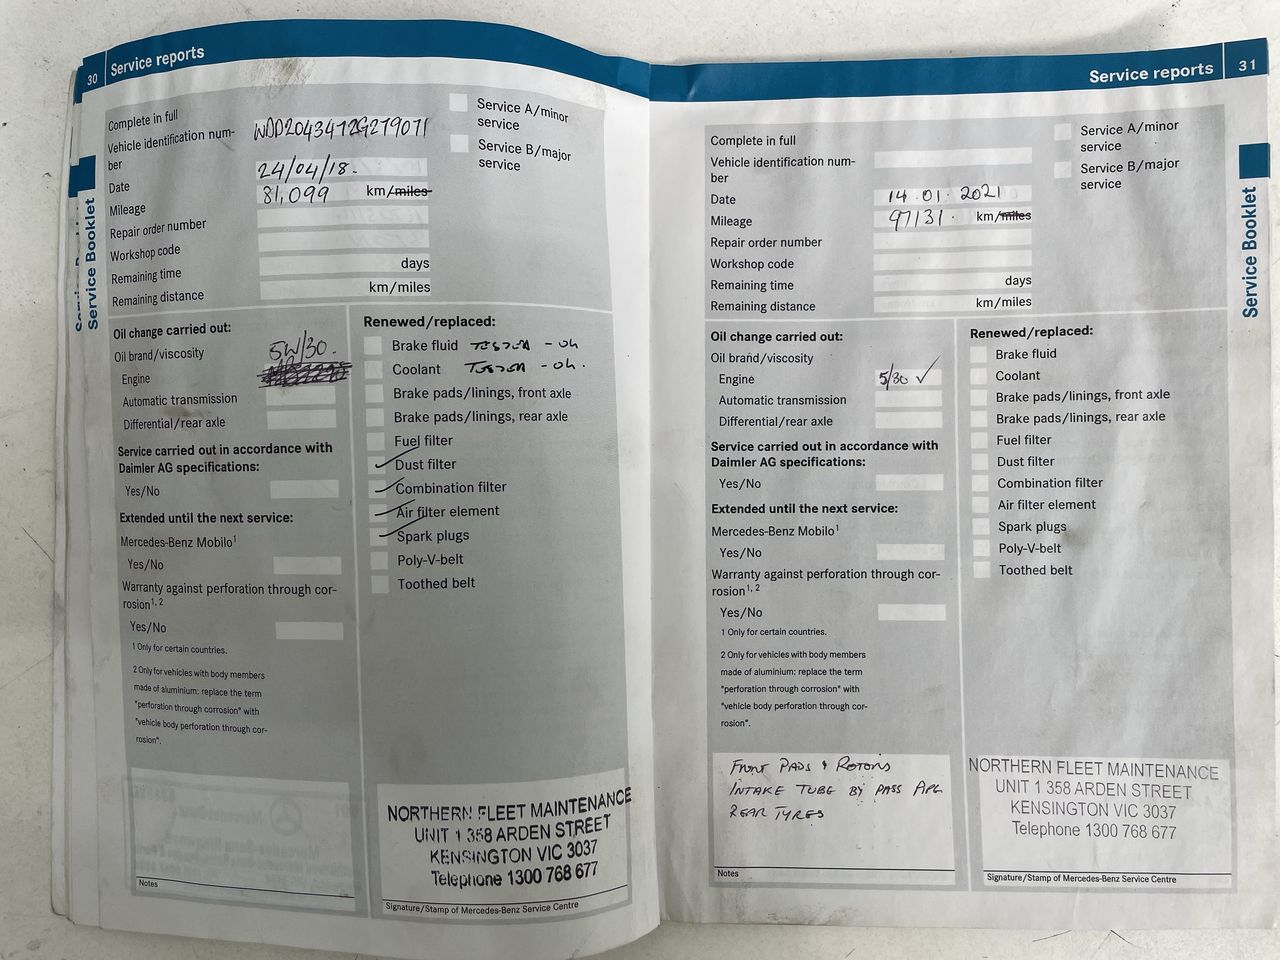 30 Service reports
Complete in full
Vehicle identification num-
ber
WDD2043472G279071
Date 24/04/18.
Mileage 81,099 km/miles
Repair order number
Workshop code
Remaining time days
Remaining distance km/miles
Service A/minor
service
Service B/major
service
Service Booklet
Oil change carried out:
Oil brand/viscosity 5W/30.
Engine
Automatic transmission
Differential/rear axle
Service carried out in accordance with
Daimler AG specifications:
Yes/No
Extended until the next service:
Mercedes-Benz Mobilo1
Yes/No
Warranty against perforation through cor-
rosion1, 2
Yes/No
1 Only for certain countries.
2 Only for vehicles with body members
made of aluminium: replace the term
"perforation through corrosion" with
"vehicle body perforation through cor-
rosion".
Notes
Renewed/replaced:
Brake fluid TESTED - OK
Coolant TESTED - OK.
Brake pads/linings, front axle
Brake pads/linings, rear axle
Fuel filter
Dust filter
Combination filter
Air filter element
Spark plugs
Poly-V-belt
Toothed belt
NORTHERN FLEET MAINTENANCE
UNIT 1 358 ARDEN STREET
KENSINGTON VIC 3037
Telephone 1300 768 677
Signature/Stamp of Mercedes-Benz Service Centre
Service reports 31
Complete in full
Vehicle identification num-
ber
Date 14.01.2021
Mileage 97131. km/miles
Repair order number
Workshop code
Remaining time days
Remaining distance km/miles
Service A/minor
service
Service B/major
service
Service Booklet
Oil change carried out:
Oil brand/viscosity
Engine 5/30 ✓
Automatic transmission
Differential/rear axle
Service carried out in accordance with
Daimler AG specifications:
Yes/No
Extended until the next service:
Mercedes-Benz Mobilo1
Yes/No
Warranty against perforation through cor-
rosion1, 2
Yes/No
1 Only for certain countries.
2 Only for vehicles with body members
made of aluminium: replace the term
"perforation through corrosion" with
"vehicle body perforation through cor-
rosion".
FRONT PADS & ROTORS
INTAKE TUBE BY PASS
REAR TYRES
Notes
Renewed/replaced:
Brake fluid
Coolant
Brake pads/linings, front axle
Brake pads/linings, rear axle
Fuel filter
Dust filter
Combination filter
Air filter element
Spark plugs
Poly-V-belt
Toothed belt
NORTHERN FLEET MAINTENANCE
UNIT 1 358 ARDEN STREET
KENSINGTON VIC 3037
Telephone 1300 768 677
Signature/Stamp of Mercedes-Benz Service Centre